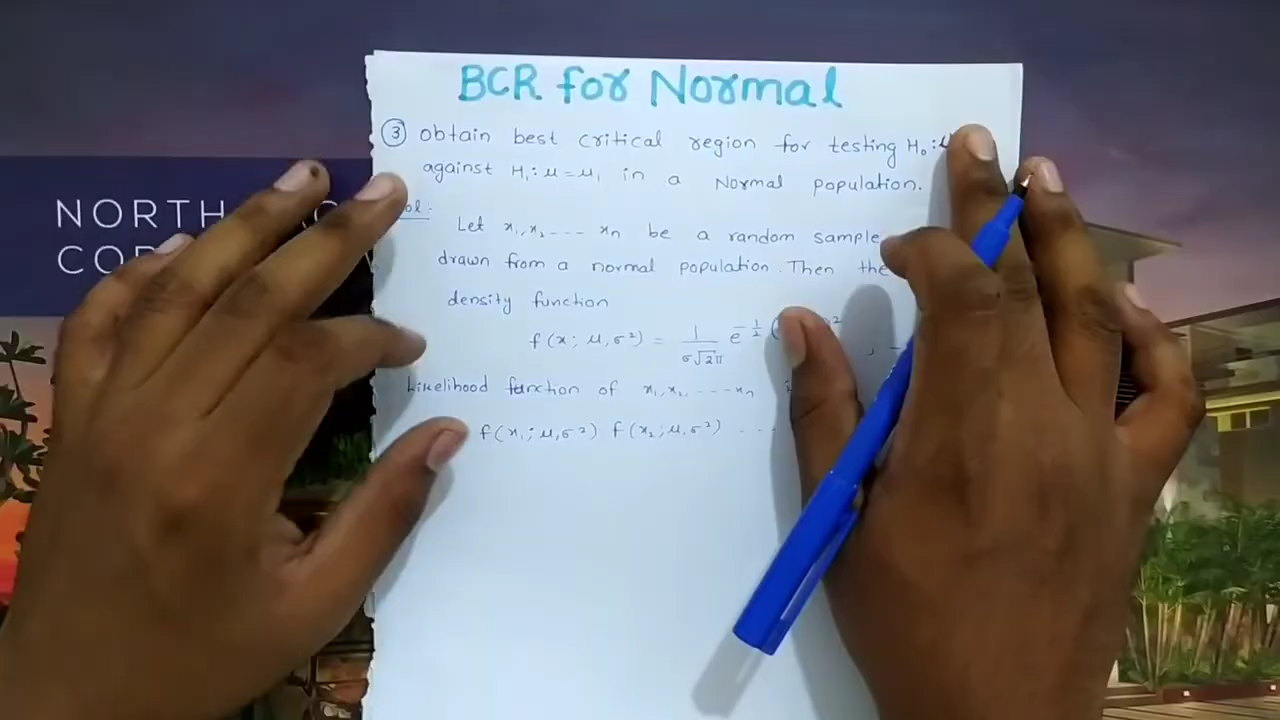 BCR for Normal
③ obtain best critical region for testing H₀:
against H₁: μ = μ₁ in a Normal population.
Let x₁, x₂ ---- xₙ be a random sample
drawn from a normal population. Then the
density function
f(x; μ, σ²) = 1/σ√2π e^-1/2 (
Likelihood function of x₁, x₂, ----- xₙ
f(x₁; μ, σ²) f(x₂; μ, σ²) ...
NORTH